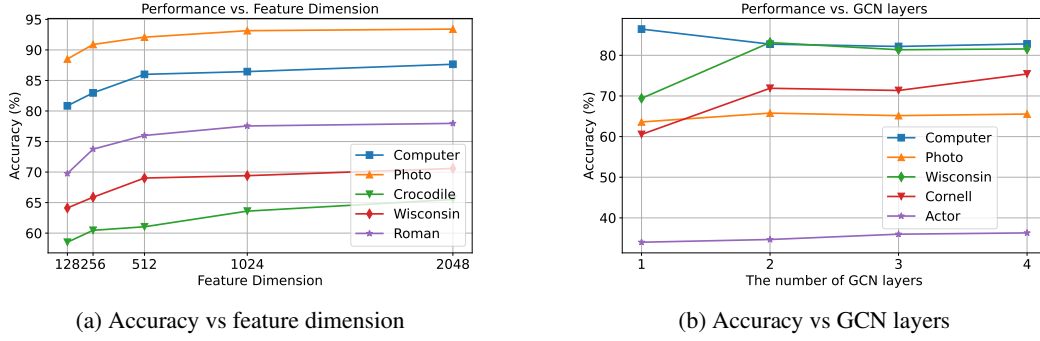 Performance vs. Feature Dimension
Accuracy (%)
95
90
85
80
75
70
65
60
128
256
512
1024
2048
Feature Dimension
Computer
Photo
Crocodile
Wisconsin
Roman
(a) Accuracy vs feature dimension
Performance vs. GCN layers
Accuracy (%)
80
70
60
50
40
1
2
3
4
The number of GCN layers
Computer
Photo
Wisconsin
Cornell
Actor
(b) Accuracy vs GCN layers